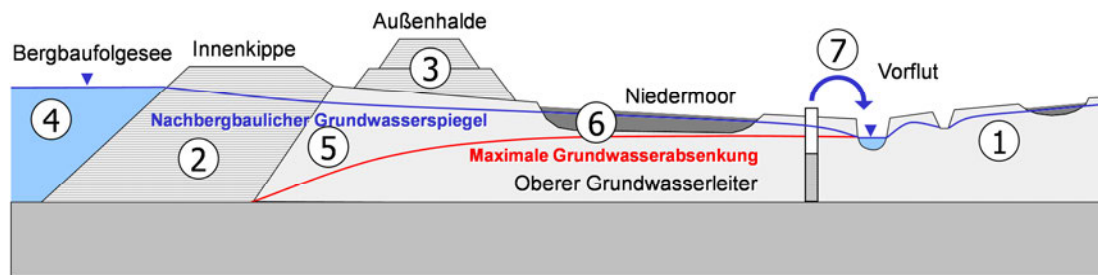 Außenhalde
Bergbaufolgesee
Innenkippe
7
3
Vorflut
4
Niedermoor
Nachbergbaulicher Grundwasserspiegel
6
1
5
2
Maximale Grundwasserabsenkung
Oberer Grundwasserleiter